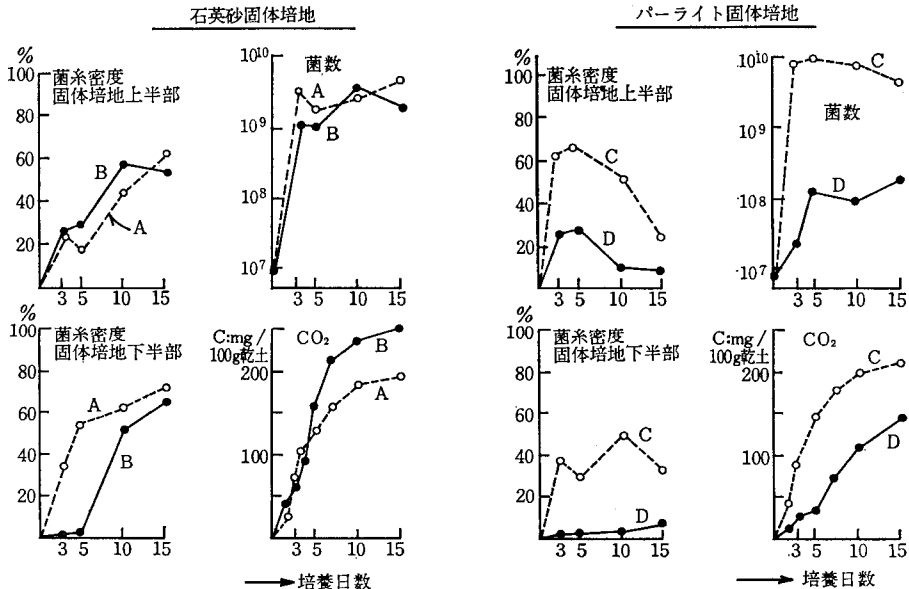 石英砂固体培地
パーライト固体培地
%
100
80
60
40
20
菌糸密度
固体培地上半部
B
A
3 5 10 15
10¹⁰
10⁹
10⁸
10⁷
菌数
A
B
3 5 10 15
%
100
80
60
40
20
菌糸密度
固体培地上半部
C
D
3 5 10 15
10¹⁰
10⁹
10⁸
10⁷
C
菌数
D
3 5 10 15
%
100
80
60
40
20
菌糸密度
固体培地下半部
A
B
3 5 10 15
C:mg/
100g乾土
200
100
CO₂
B
A
3 5 10 15
%
100
80
60
40
20
菌糸密度
固体培地下半部
C
D
3 5 10 15
C:mg/
100g乾土
200
100
CO₂
C
D
3 5 10 15
培養日数
培養日数